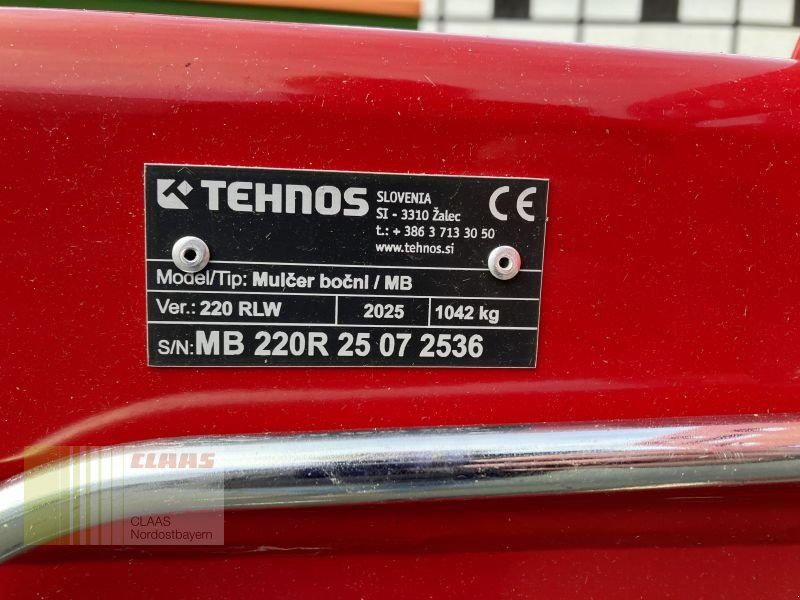 TEHNOS
SLOVENIA
SI - 3310 Žalec
t.: + 386 3 713 30 50
www.tehnos.si
CE
Model/Tip: Mulčer bočni / MB
Ver.: 220 RLW 2025 1042 kg
S/N: MB 220R 25 07 2536
CLAAS
CLAAS
Nordostbayern